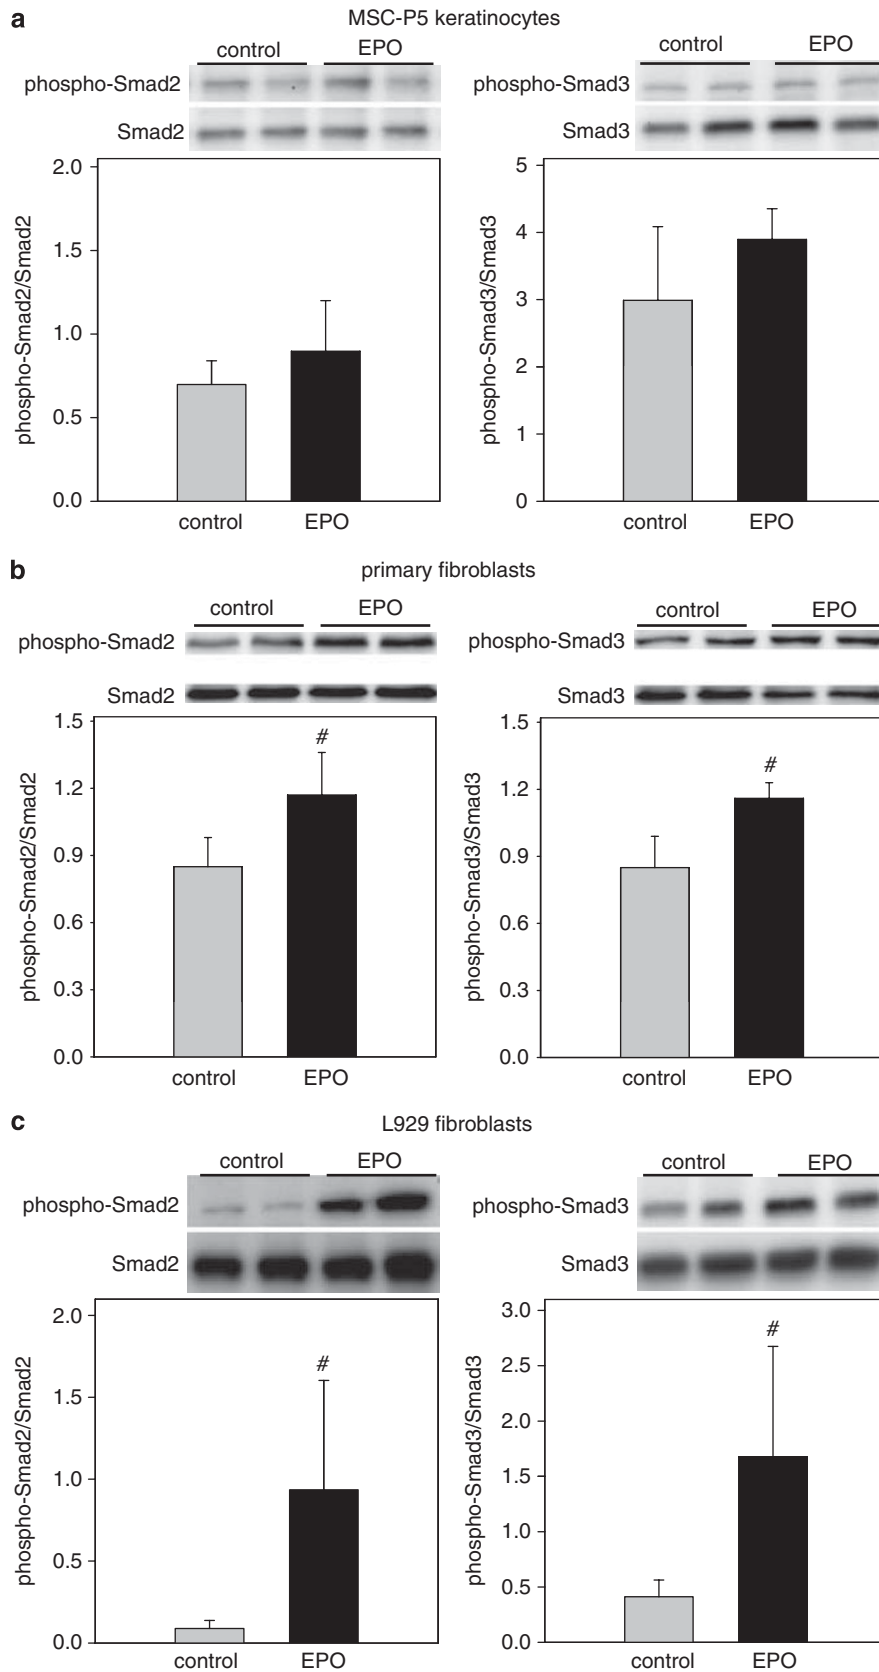 a
MSC-P5 keratinocytes
control EPO
phospho-Smad2
Smad2
2.0
1.5
1.0
0.5
0.0
phospho-Smad2/Smad2
control EPO
control EPO
phospho-Smad3
Smad3
5
4
3
2
1
0
phospho-Smad3/Smad3
control EPO
b
primary fibroblasts
control EPO
phospho-Smad2
Smad2
1.5
1.2
0.9
0.6
0.3
0.0
phospho-Smad2/Smad2
#
control EPO
control EPO
phospho-Smad3
Smad3
1.5
1.2
0.9
0.6
0.3
0.0
phospho-Smad3/Smad3
#
control EPO
c
L929 fibroblasts
control EPO
phospho-Smad2
Smad2
2.0
1.5
1.0
0.5
0.0
phospho-Smad2/Smad2
#
control EPO
control EPO
phospho-Smad3
Smad3
3.0
2.5
2.0
1.5
1.0
0.5
0.0
phospho-Smad3/Smad3
#
control EPO